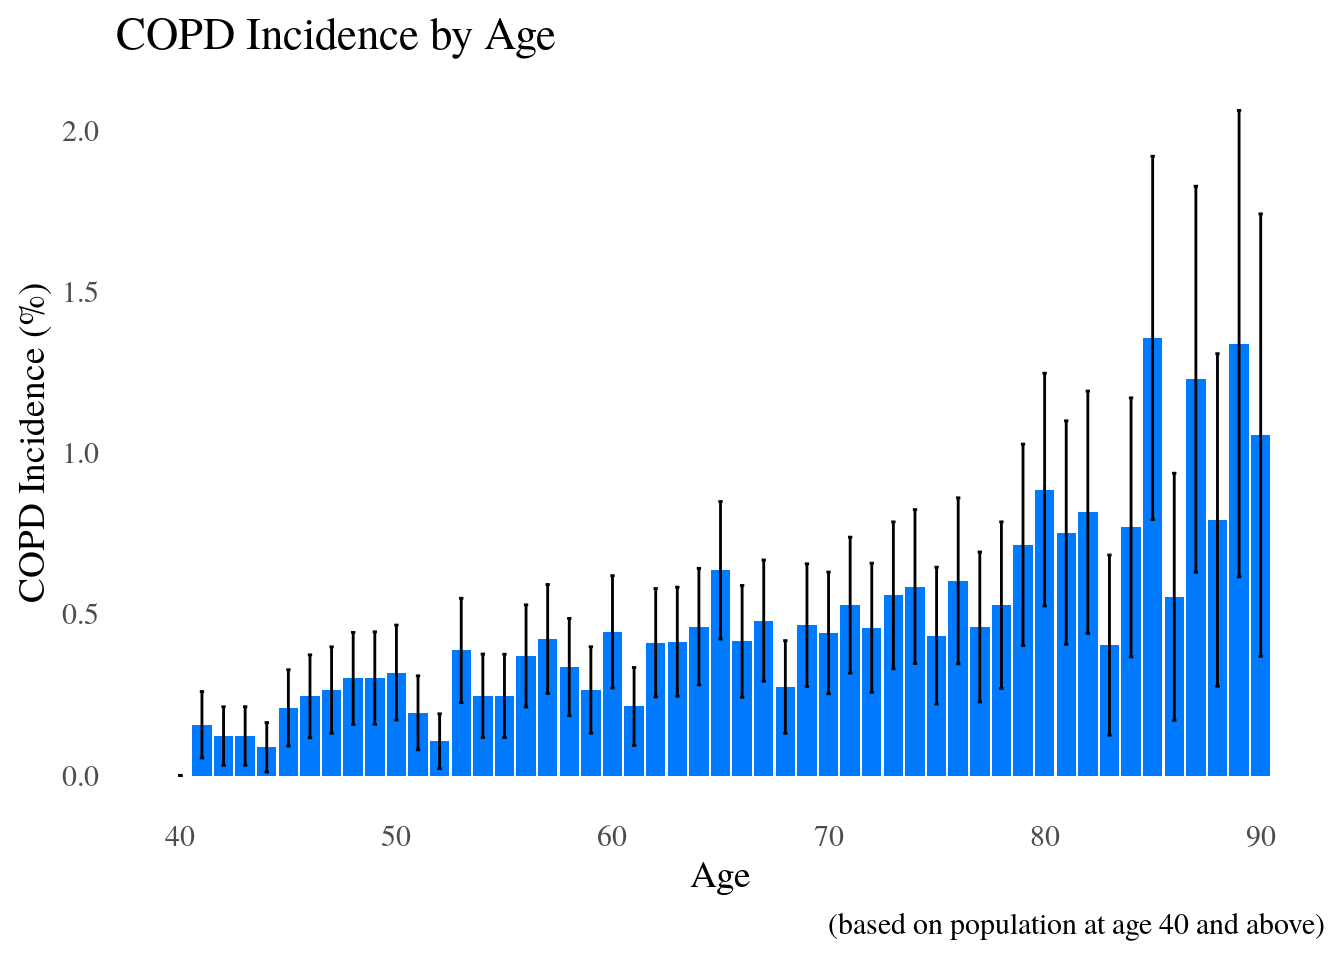 COPD Incidence by Age
COPD Incidence (%)
2.0
1.5
1.0
0.5
0.0
40 50 60 70 80 90
Age
(based on population at age 40 and above)